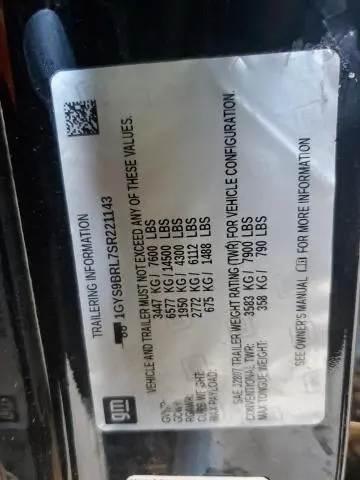 TRAILERING INFORMATION
1GYS9BRL7SR221143
VEHICLE AND TRAILER MUST NOT EXCEED ANY OF THESE VALUES.
GVWR: 3447 KG / 7600 LBS
GCWR: 6577 KG / 14500 LBS
RGAWR: 1950 KG / 4300 LBS
CURB WEIGHT: 2772 KG / 6112 LBS
MAX PAYLOAD: 675 KG / 1488 LBS
SAE J2807 TRAILER WEIGHT RATING (TWR) FOR VEHICLE CONFIGURATION.
CONVENTIONAL TWR: 3583 KG / 7900 LBS
MAX TONGUE WEIGHT: 358 KG / 790 LBS
SEE OWNER'S MANUAL FOR MORE INFORMATION
gm